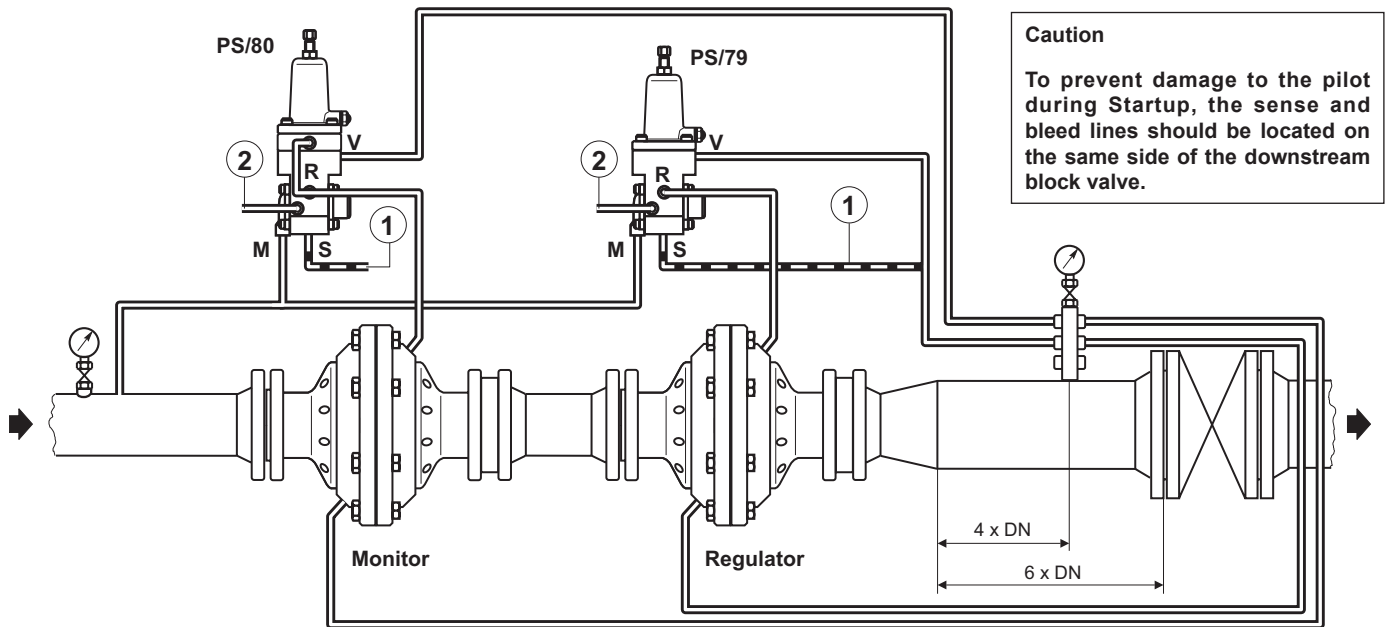 PS/80
PS/79
Caution
To prevent damage to the pilot
during Startup, the sense and
bleed lines should be located on
the same side of the downstream
block valve.
V
V
2
R
2
R
1
1
M
S
M
S
Monitor
Regulator
4 x DN
6 x DN